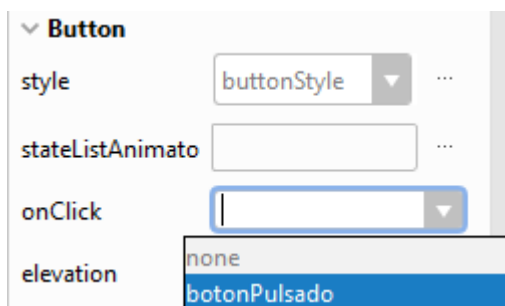 Button
style buttonStyle ...
stateListAnimato ...
onClick
none
elevation
botonPulsado